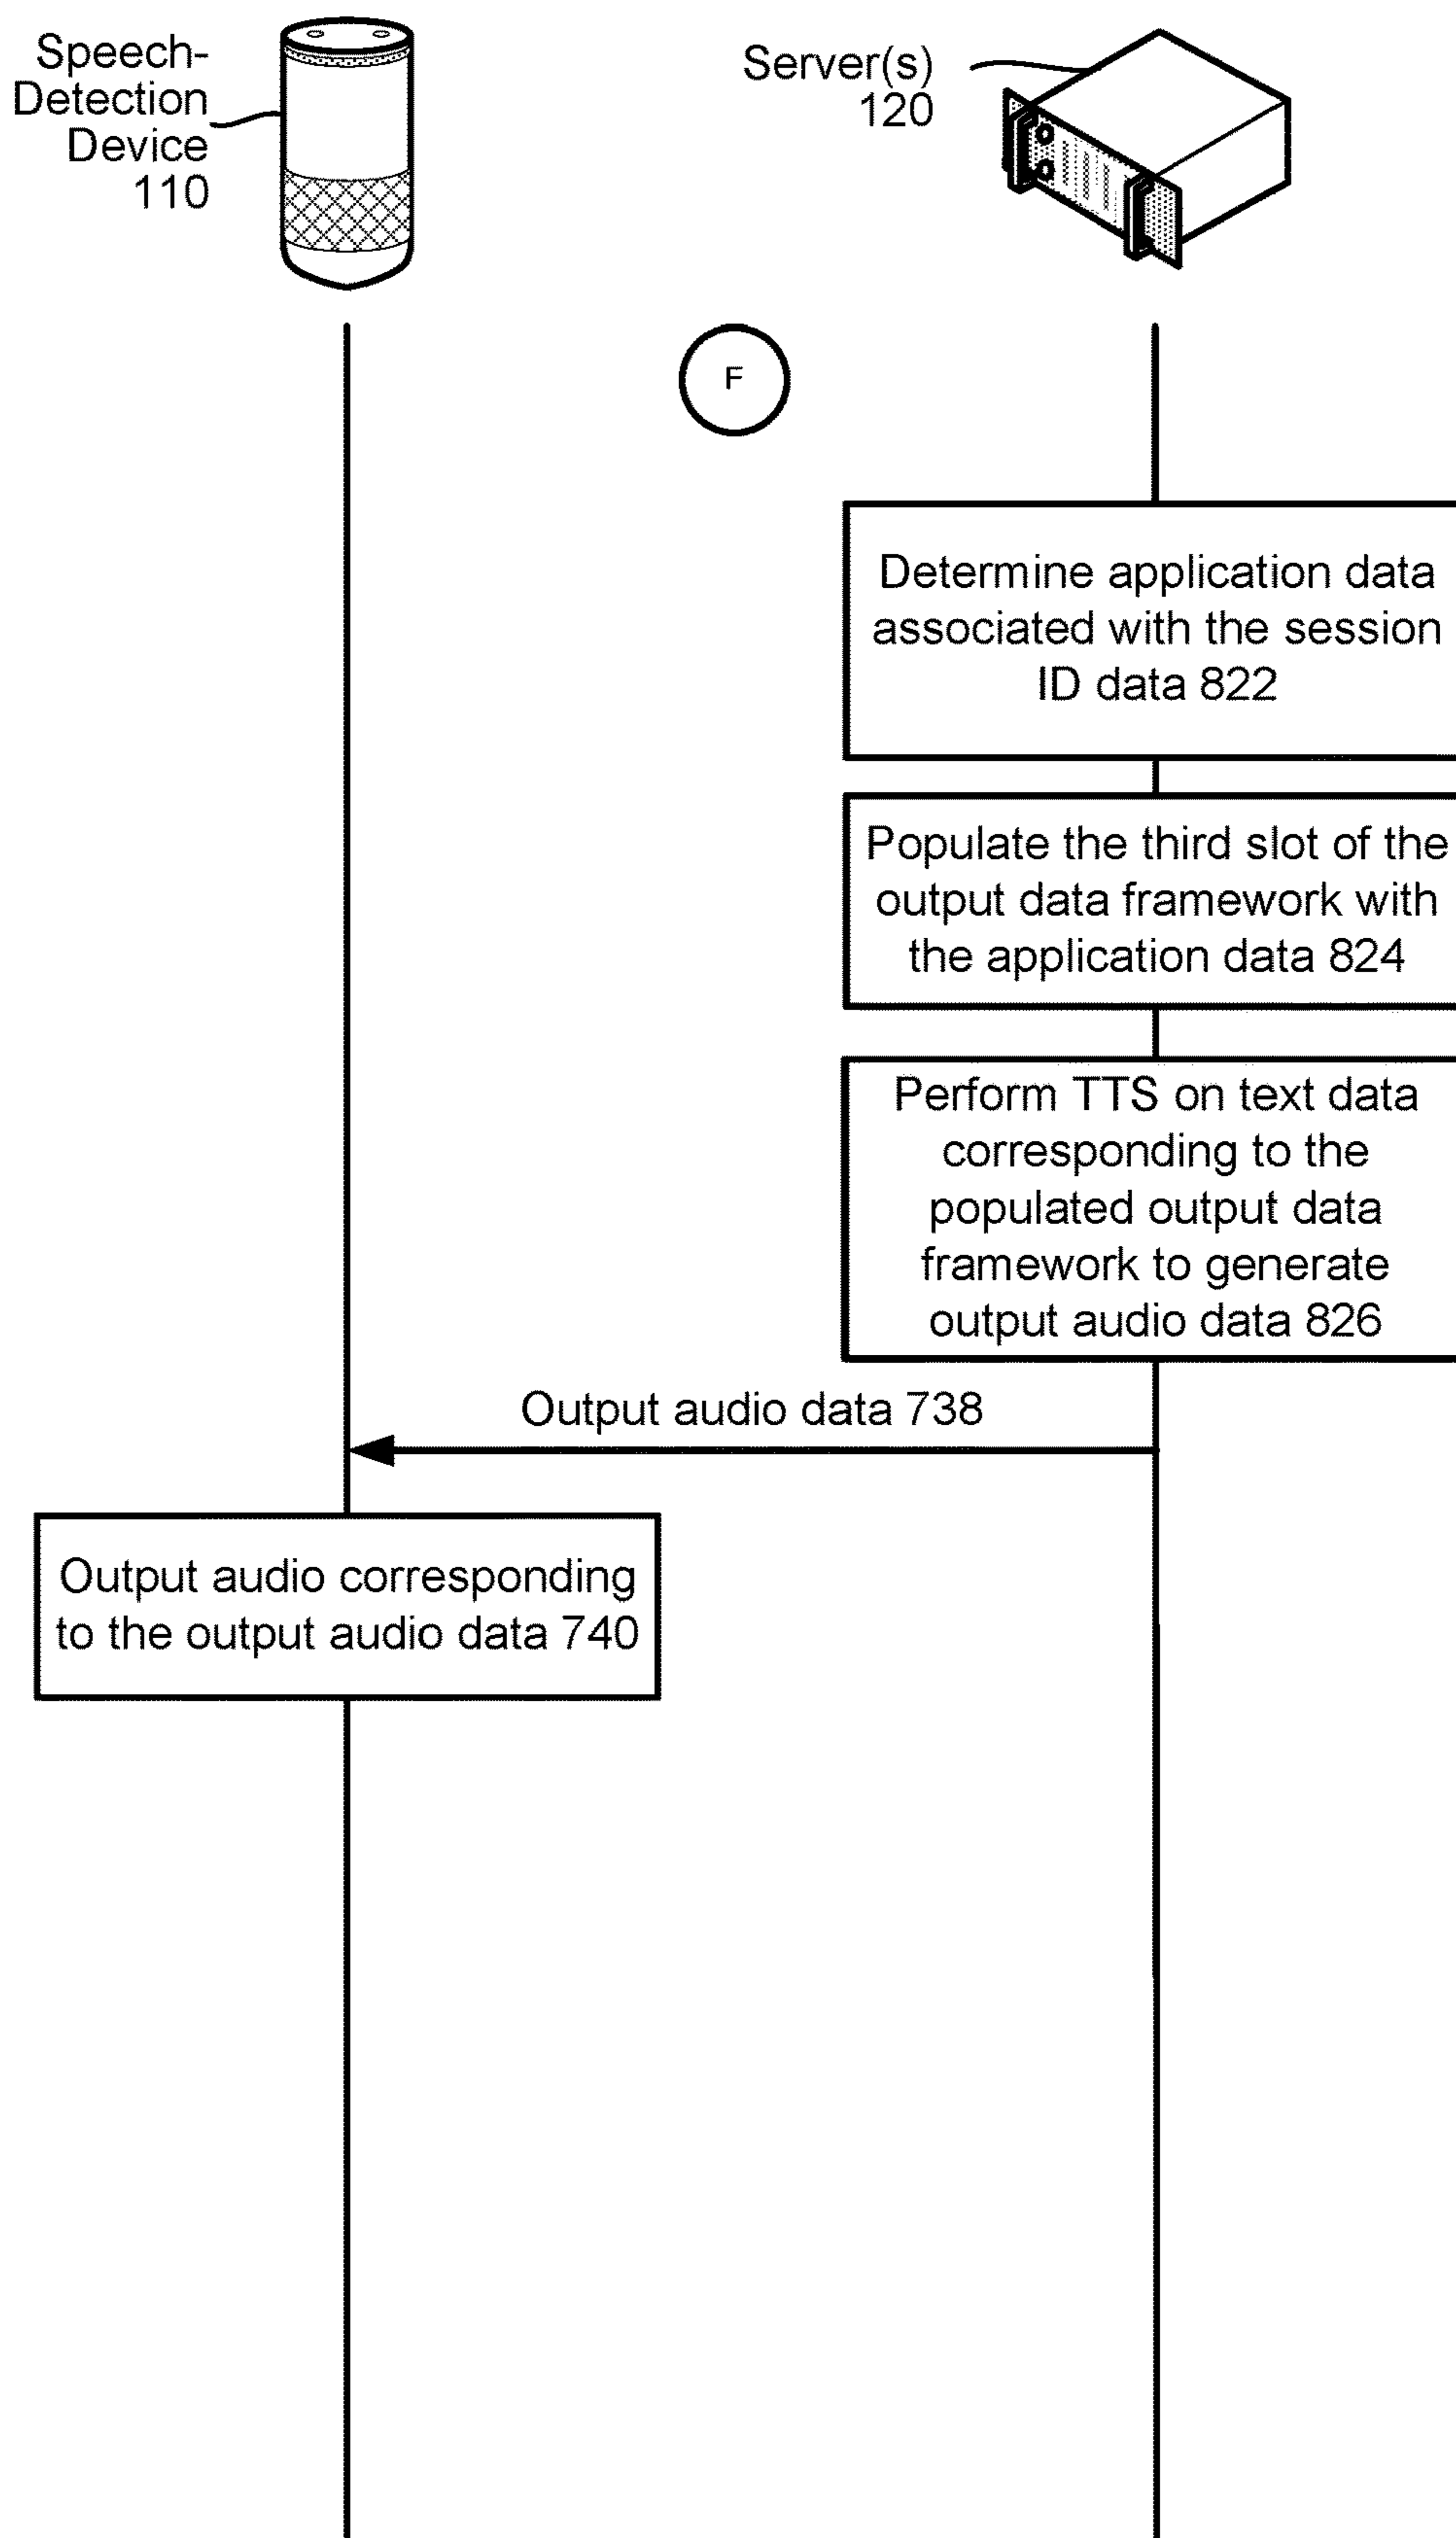 Speech-
Detection
Device
110
Server(s)
120
F
Determine application data
associated with the session
ID data 822
Populate the third slot of the
output data framework with
the application data 824
Perform TTS on text data
corresponding to the
populated output data
framework to generate
output audio data 826
Output audio data 738
Output audio corresponding
to the output audio data 740